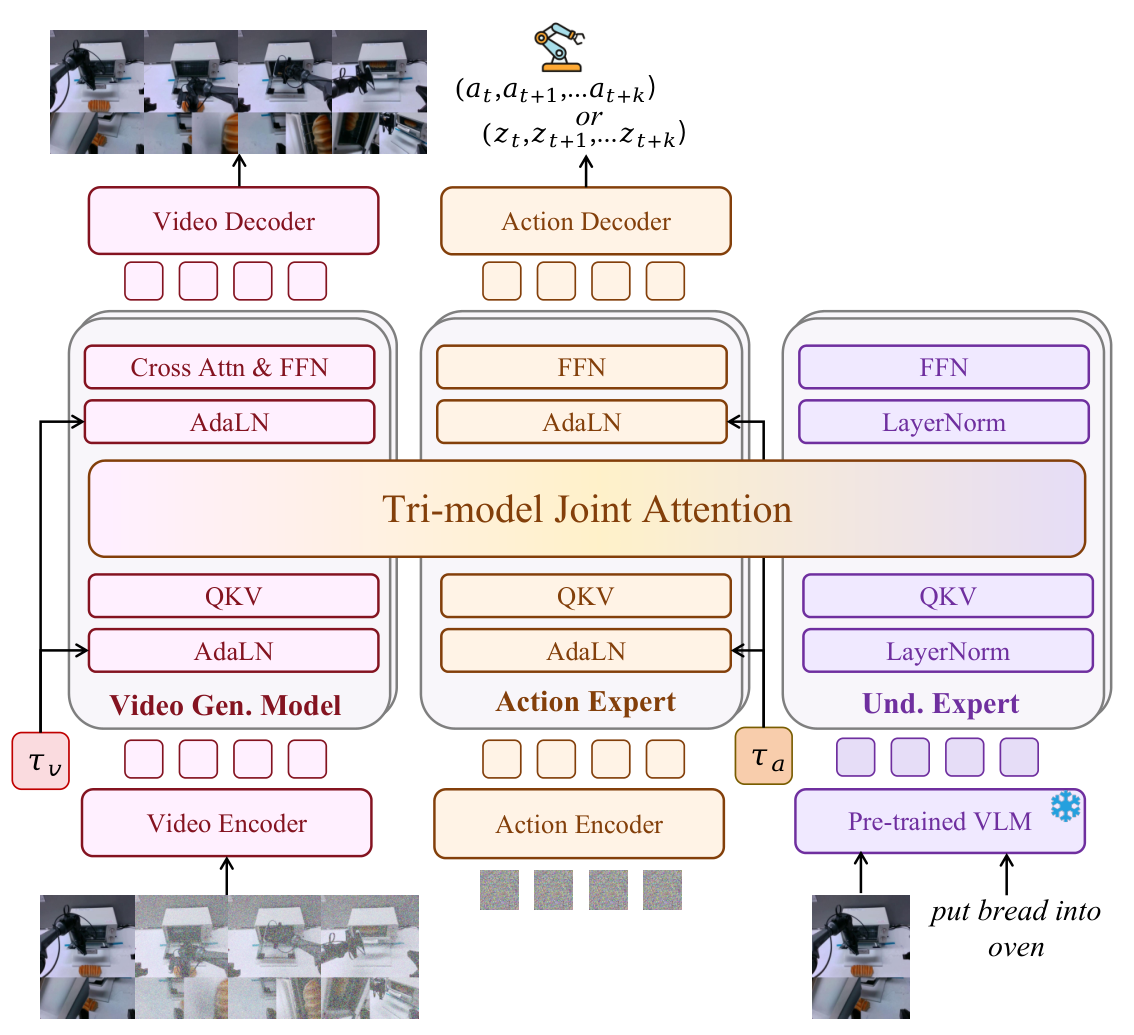 (a_t,a_{t+1},...a_{t+k})
or
(z_t,z_{t+1},...z_{t+k})
Video Decoder
Action Decoder
Cross Attn & FFN
FFN
FFN
AdaLN
AdaLN
LayerNorm
Tri-model Joint Attention
QKV
QKV
QKV
AdaLN
AdaLN
LayerNorm
Video Gen. Model
Action Expert
Und. Expert
τ_v
τ_a
Video Encoder
Action Encoder
Pre-trained VLM
put bread into
oven